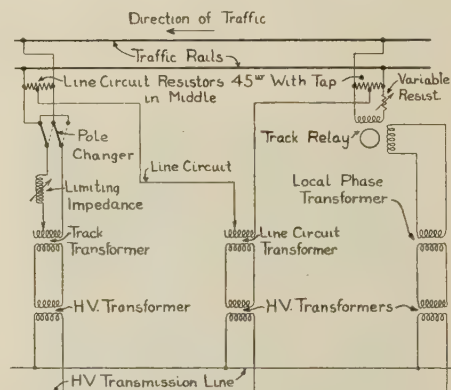 Direction of Traffic
Traffic Rails
Line Circuit Resistors 45ω With Tap
in Middle
Variable
Resist.
Pole
Changer
Track Relay
Line Circuit
Limiting
Impedance
Local Phase
Transformer
Track
Transformer
Line Circuit
Transformer
H.V. Transformer
H.V. Transformers
HV Transmission Line